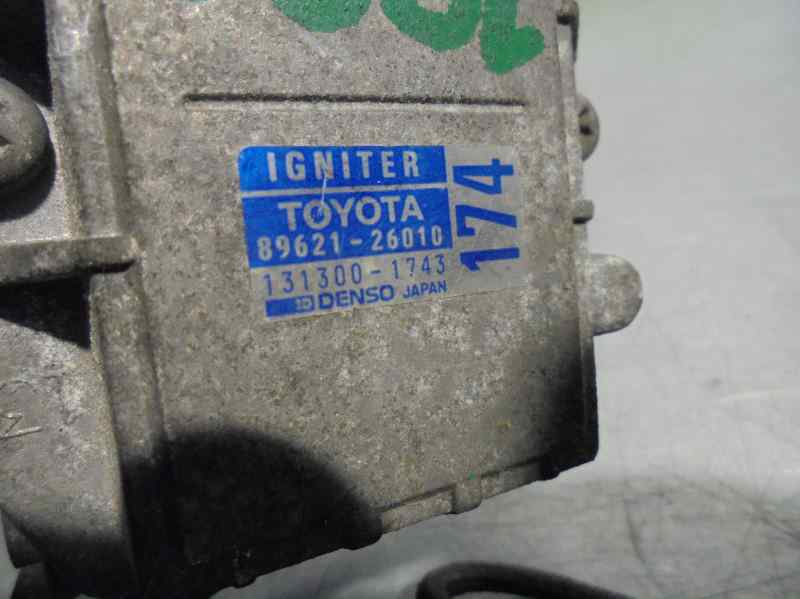 IGNITER
TOYOTA
89621-26010
131300-1743
DENSO JAPAN
174